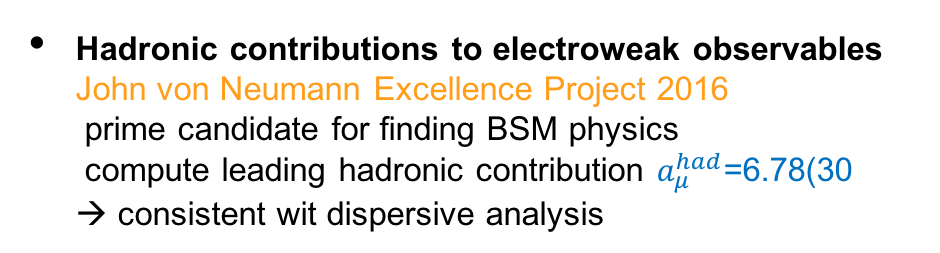 • Hadronic contributions to electroweak observables
John von Neumann Excellence Project 2016
prime candidate for finding BSM physics
compute leading hadronic contribution $a_\mu^{had}$=6.78(30
→ consistent wit dispersive analysis